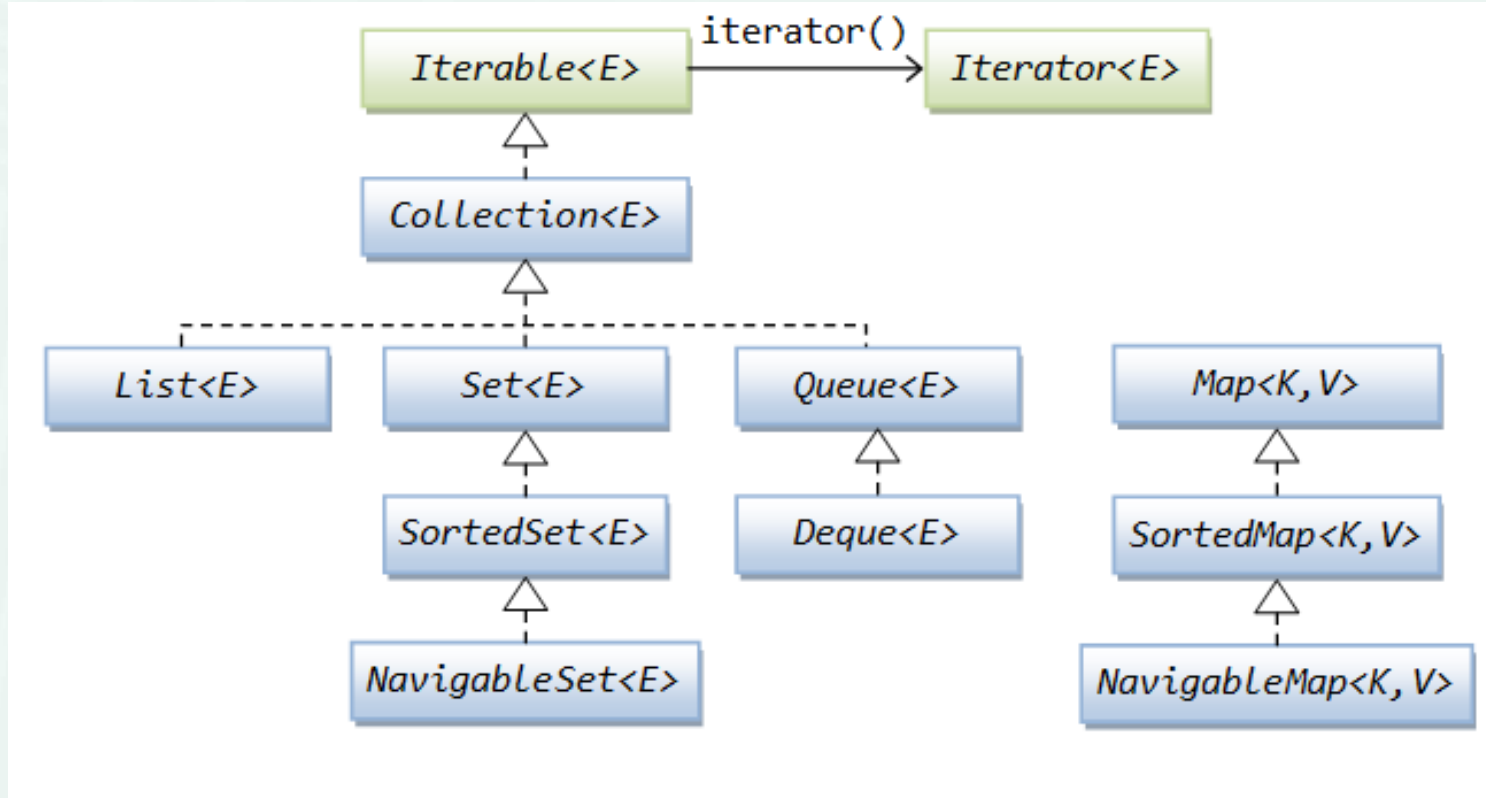 iterator()
Iterable<E>
Iterator<E>
Collection<E>
List<E>
Set<E>
Queue<E>
Map<K,V>
SortedSet<E>
Deque<E>
SortedMap<K,V>
NavigableSet<E>
NavigableMap<K,V>